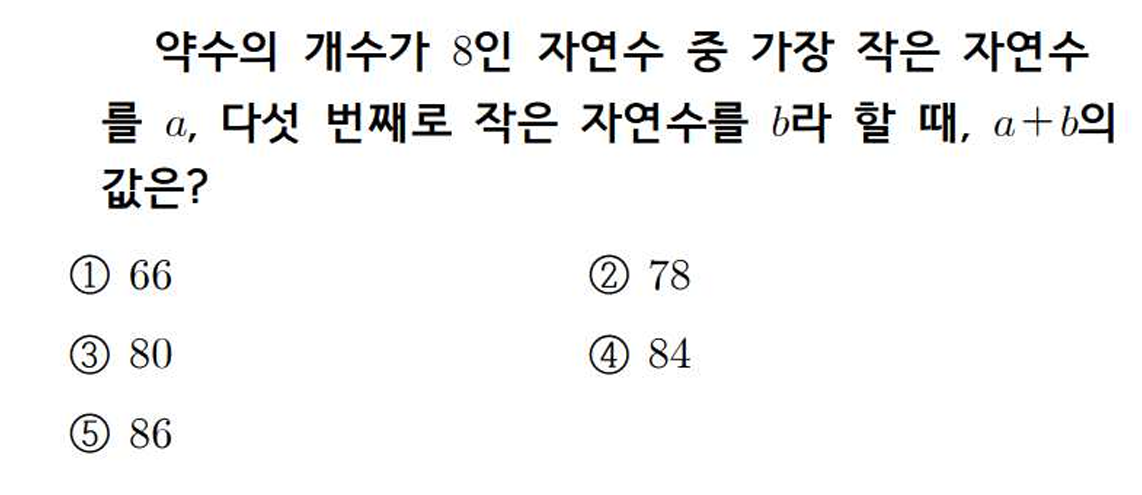 약수의 개수가 8인 자연수 중 가장 작은 자연수
를 a, 다섯 번째로 작은 자연수를 b라 할 때, a+b의
값은?
① 66 ② 78
③ 80 ④ 84
⑤ 86